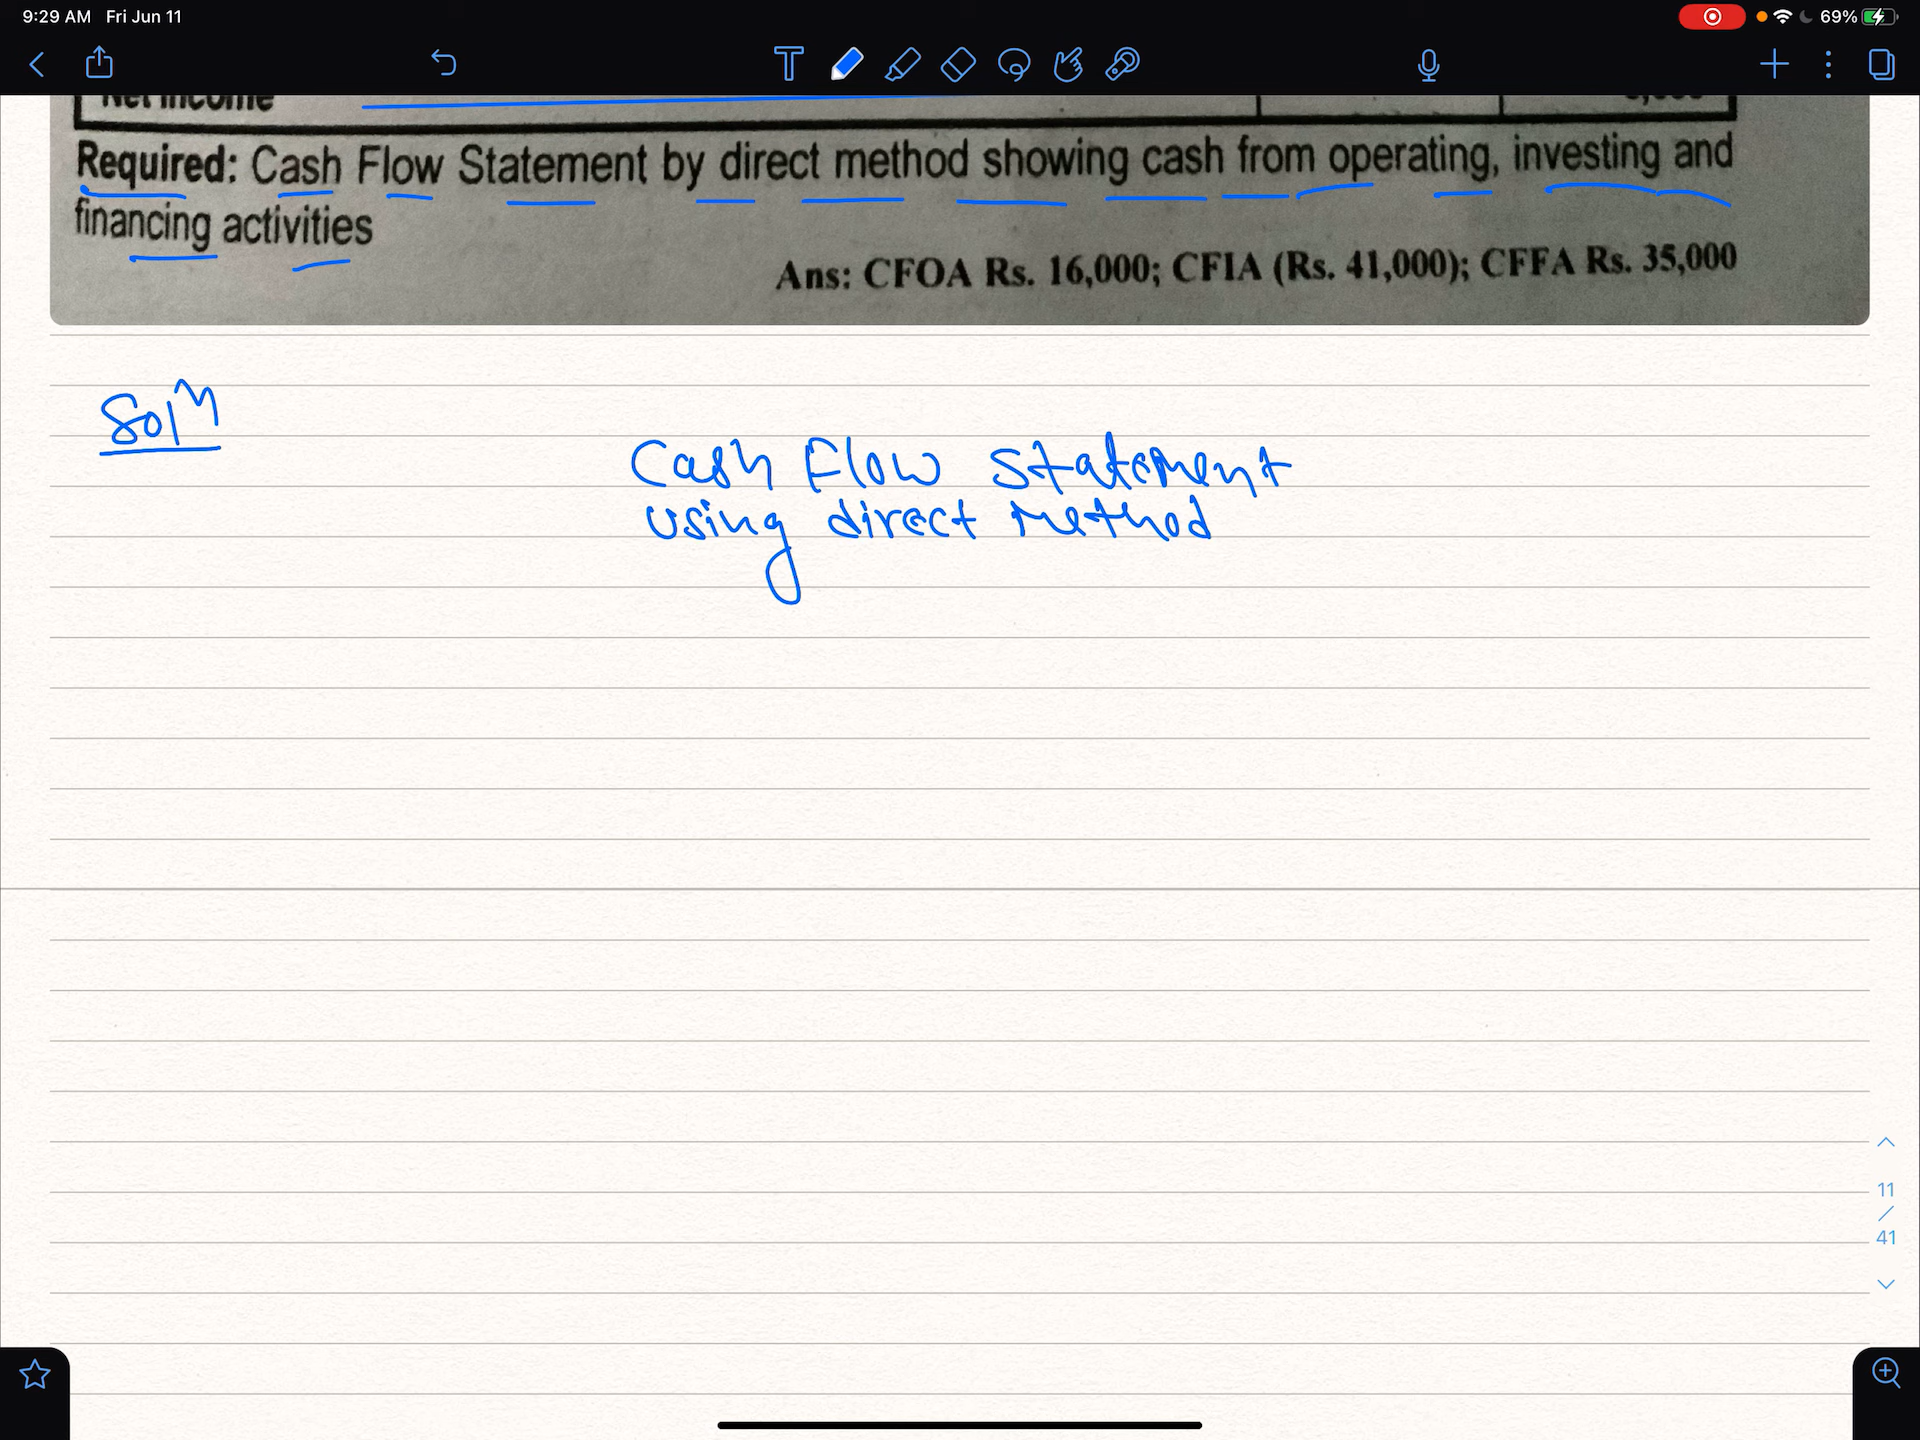 9:29 AM Fri Jun 11
69%
Net Income
Required: Cash Flow Statement by direct method showing cash from operating, investing and
financing activities
Ans: CFOA Rs. 16,000; CFIA (Rs. 41,000); CFFA Rs. 35,000
Solⁿ
Cash Flow Statement
using direct Method
11
/
41